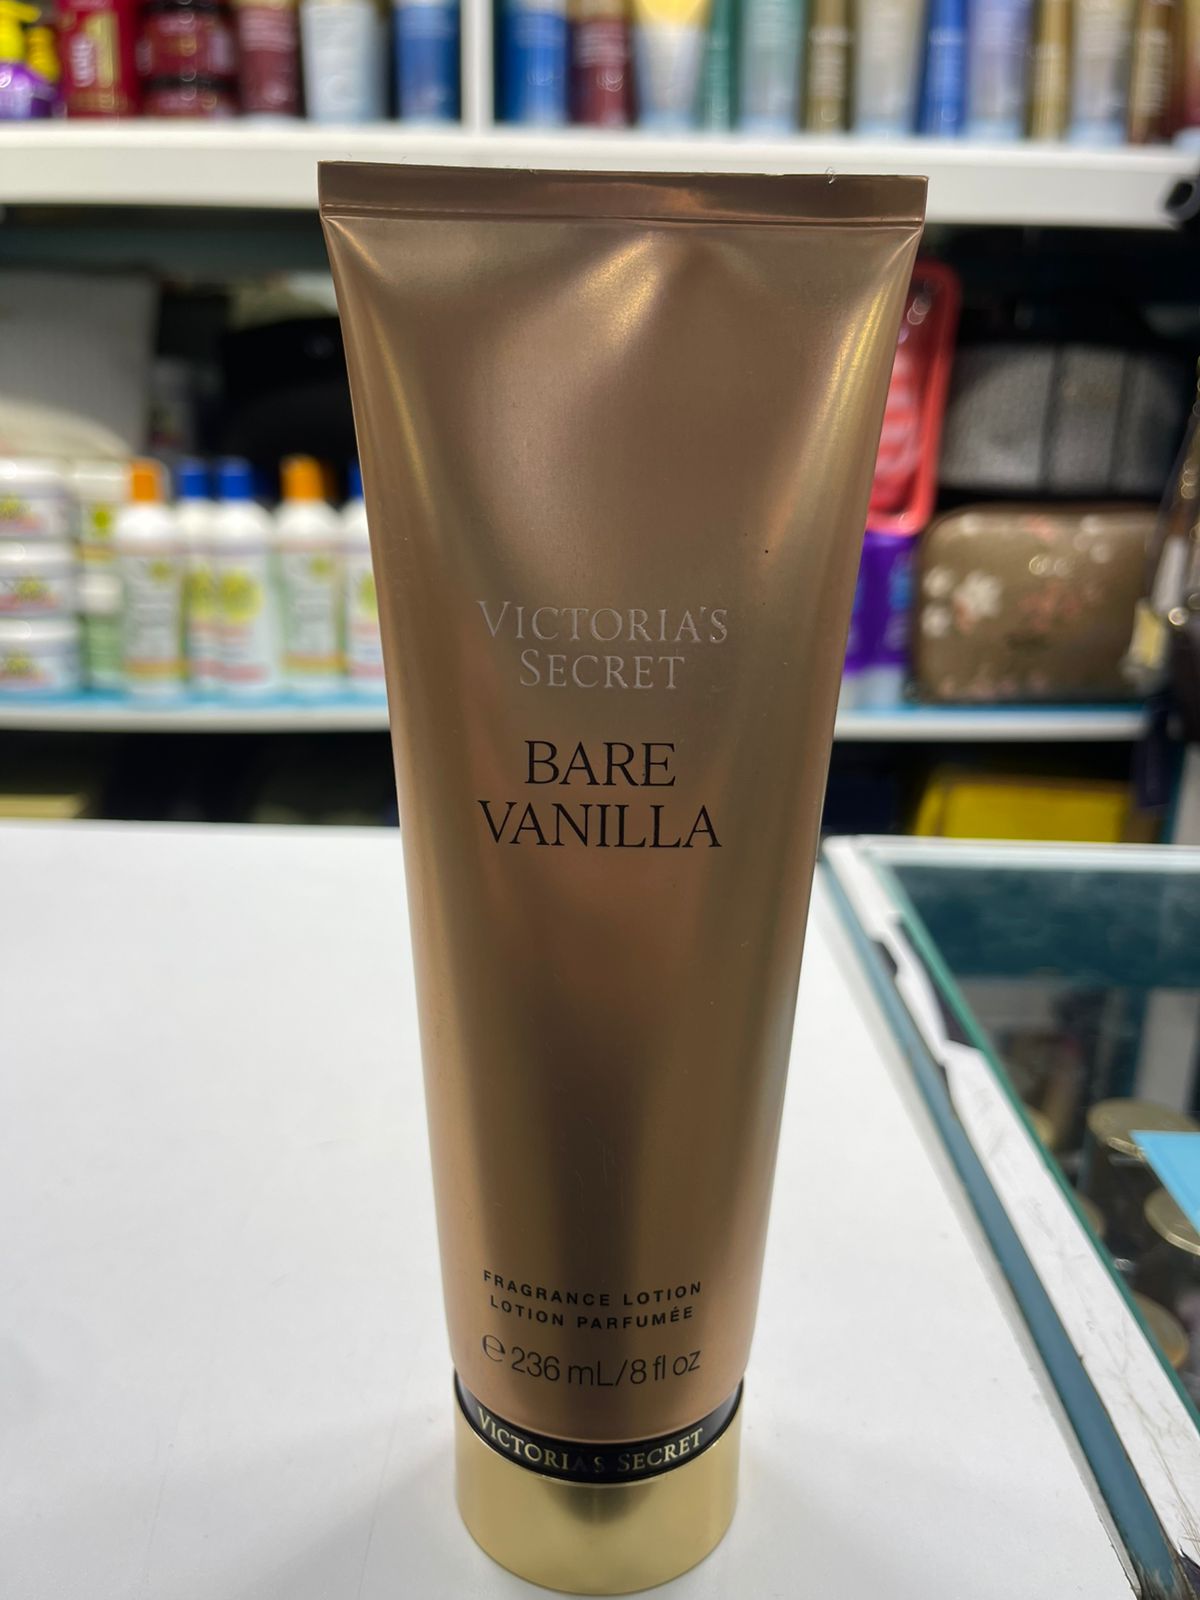 VICTORIA'S
SECRET
BARE
VANILLA
FRAGRANCE LOTION
LOTION PARFUMÉE
℮ 236 mL/8 fl oz
VICTORIA'S SECRET